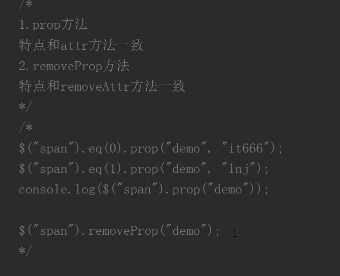 /*
1.prop方法
特点和attr方法一致
2.removeProp方法
特点和removeAttr方法一致
*/
/*
$("span").eq(0).prop("demo", "it666");
$("span").eq(1).prop("demo", "lnj");
console.log($("span").prop("demo"));

$("span").removeProp("demo");
*/